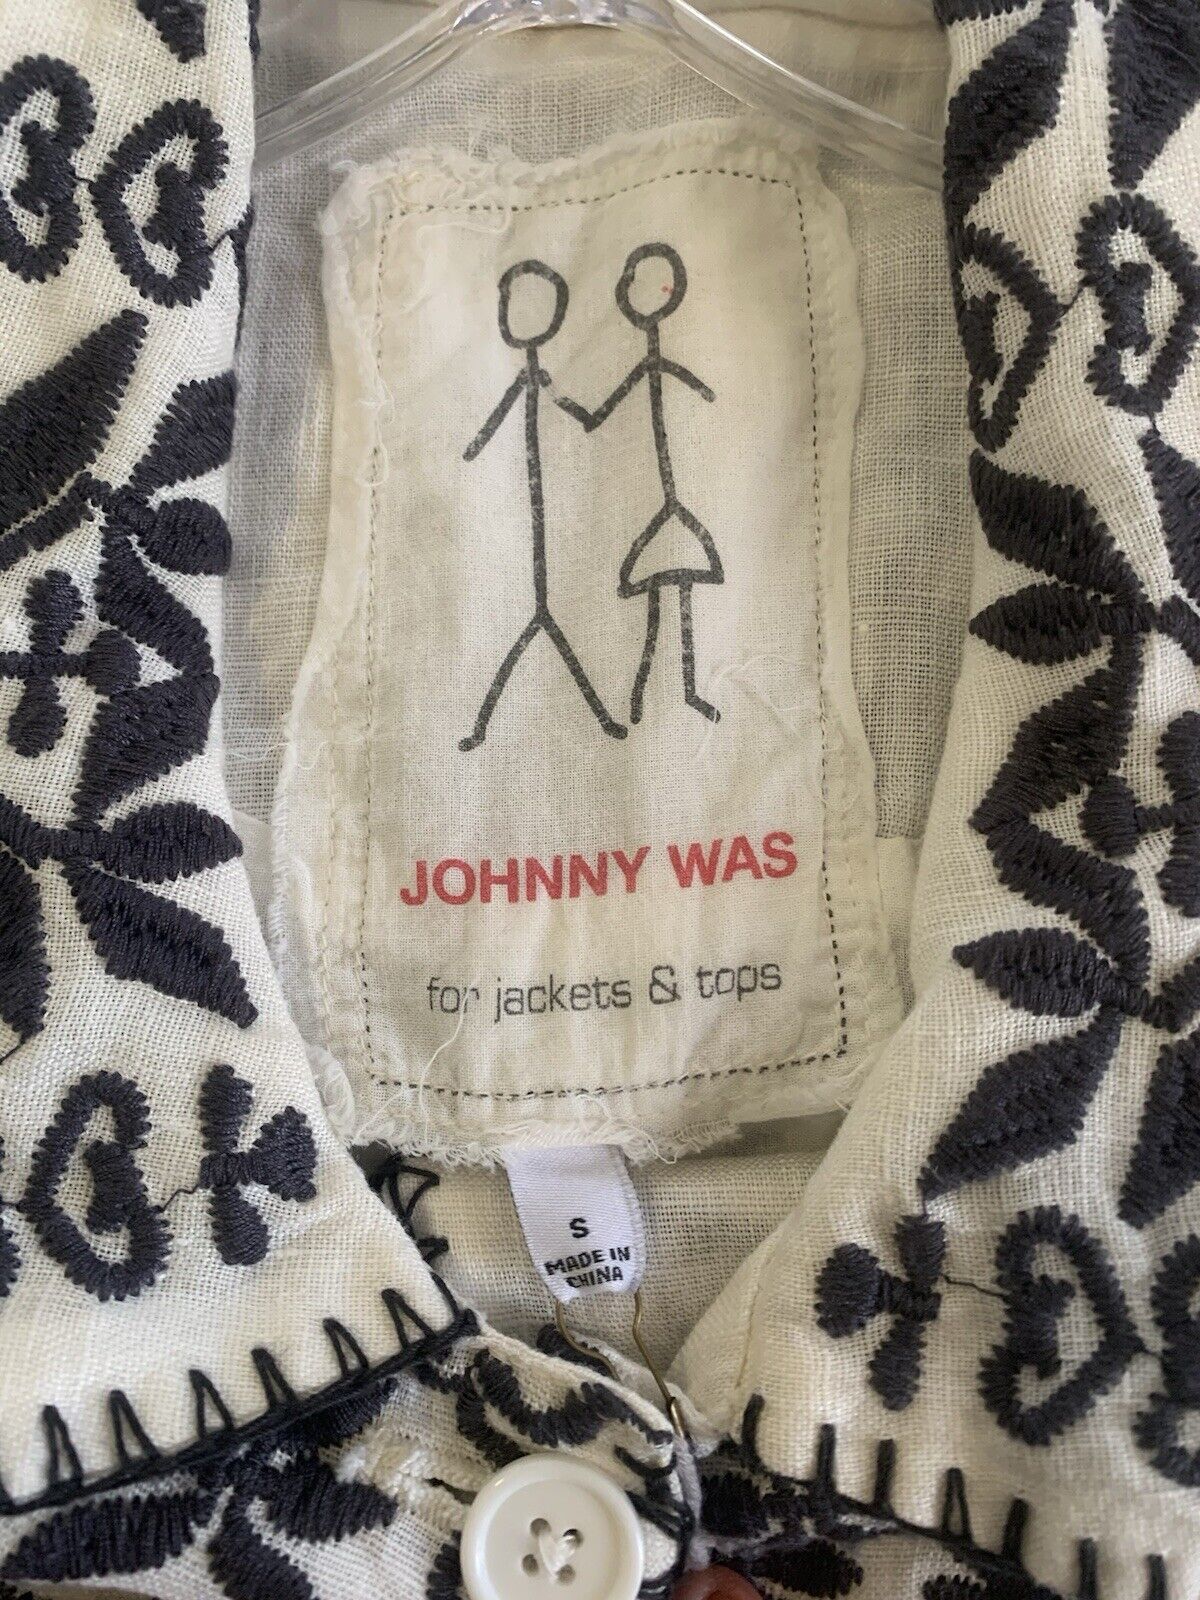 JOHNNY WAS
for jackets & tops
S
MADE IN
CHINA